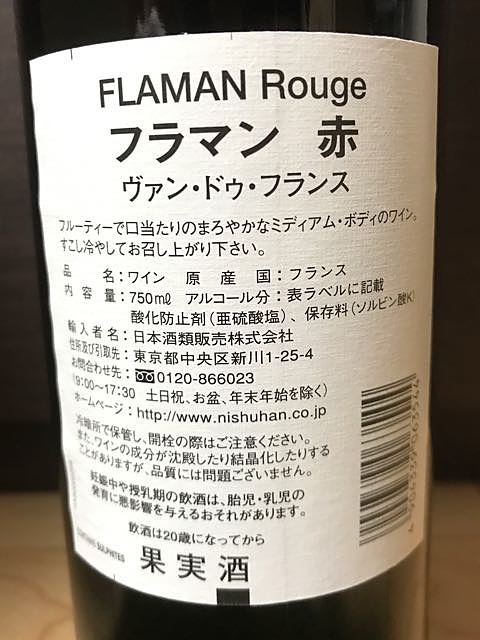 FLAMAN Rouge
フラマン 赤
ヴァン・ドゥ・フランス
フルーティーで口当たりのまろやかなミディアム・ボディのワイン。
すこし冷やしてお召し上がり下さい。
品 名：ワイン 原 産 国：フランス
内 容 量：750mℓ アルコール分：表ラベルに記載
酸化防止剤（亜硫酸塩）、保存料（ソルビン酸K）
輸入者名：日本酒類販売株式会社
住所及び引取先：東京都中央区新川1-25-4
お問合わせ先：0120-866023
（9:00～17:30 土日祝、お盆、年末年始を除く）
ホームページ：http://www.nishuhan.co.jp
冷暗所で保管し、開栓の際はご注意ください。
また、ワインの成分が沈殿したり結晶化したりする
ことがありますが、品質には問題ございません。
妊娠中や授乳期の飲酒は、胎児・乳児の
発育に悪影響を与えるおそれがあります。
飲酒は20歳になってから
CONTAINS SULPHITES
果実酒